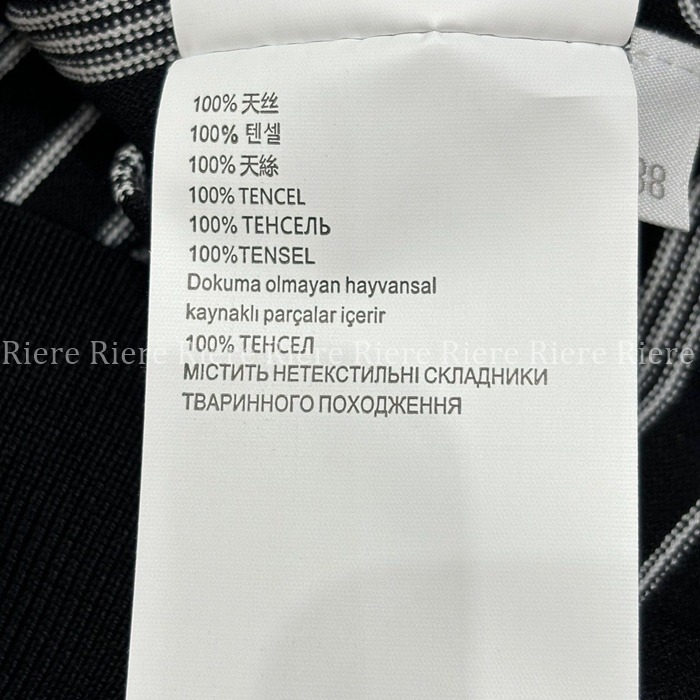 100% 天丝
100% 텐셀
100% 天絲
100% TENCEL
100% ТЕНСЕЛЬ
100%TENSEL
Dokuma olmayan hayvansal
kaynaklı parçalar içerir
100% ТЕНСЕЛ
МІСТИТЬ НЕТЕКСТИЛЬНІ СКЛАДНИКИ
ТВАРИННОГО ПОХОДЖЕННЯ
Riere Riere Riere Riere Riere Riere Riere Riere